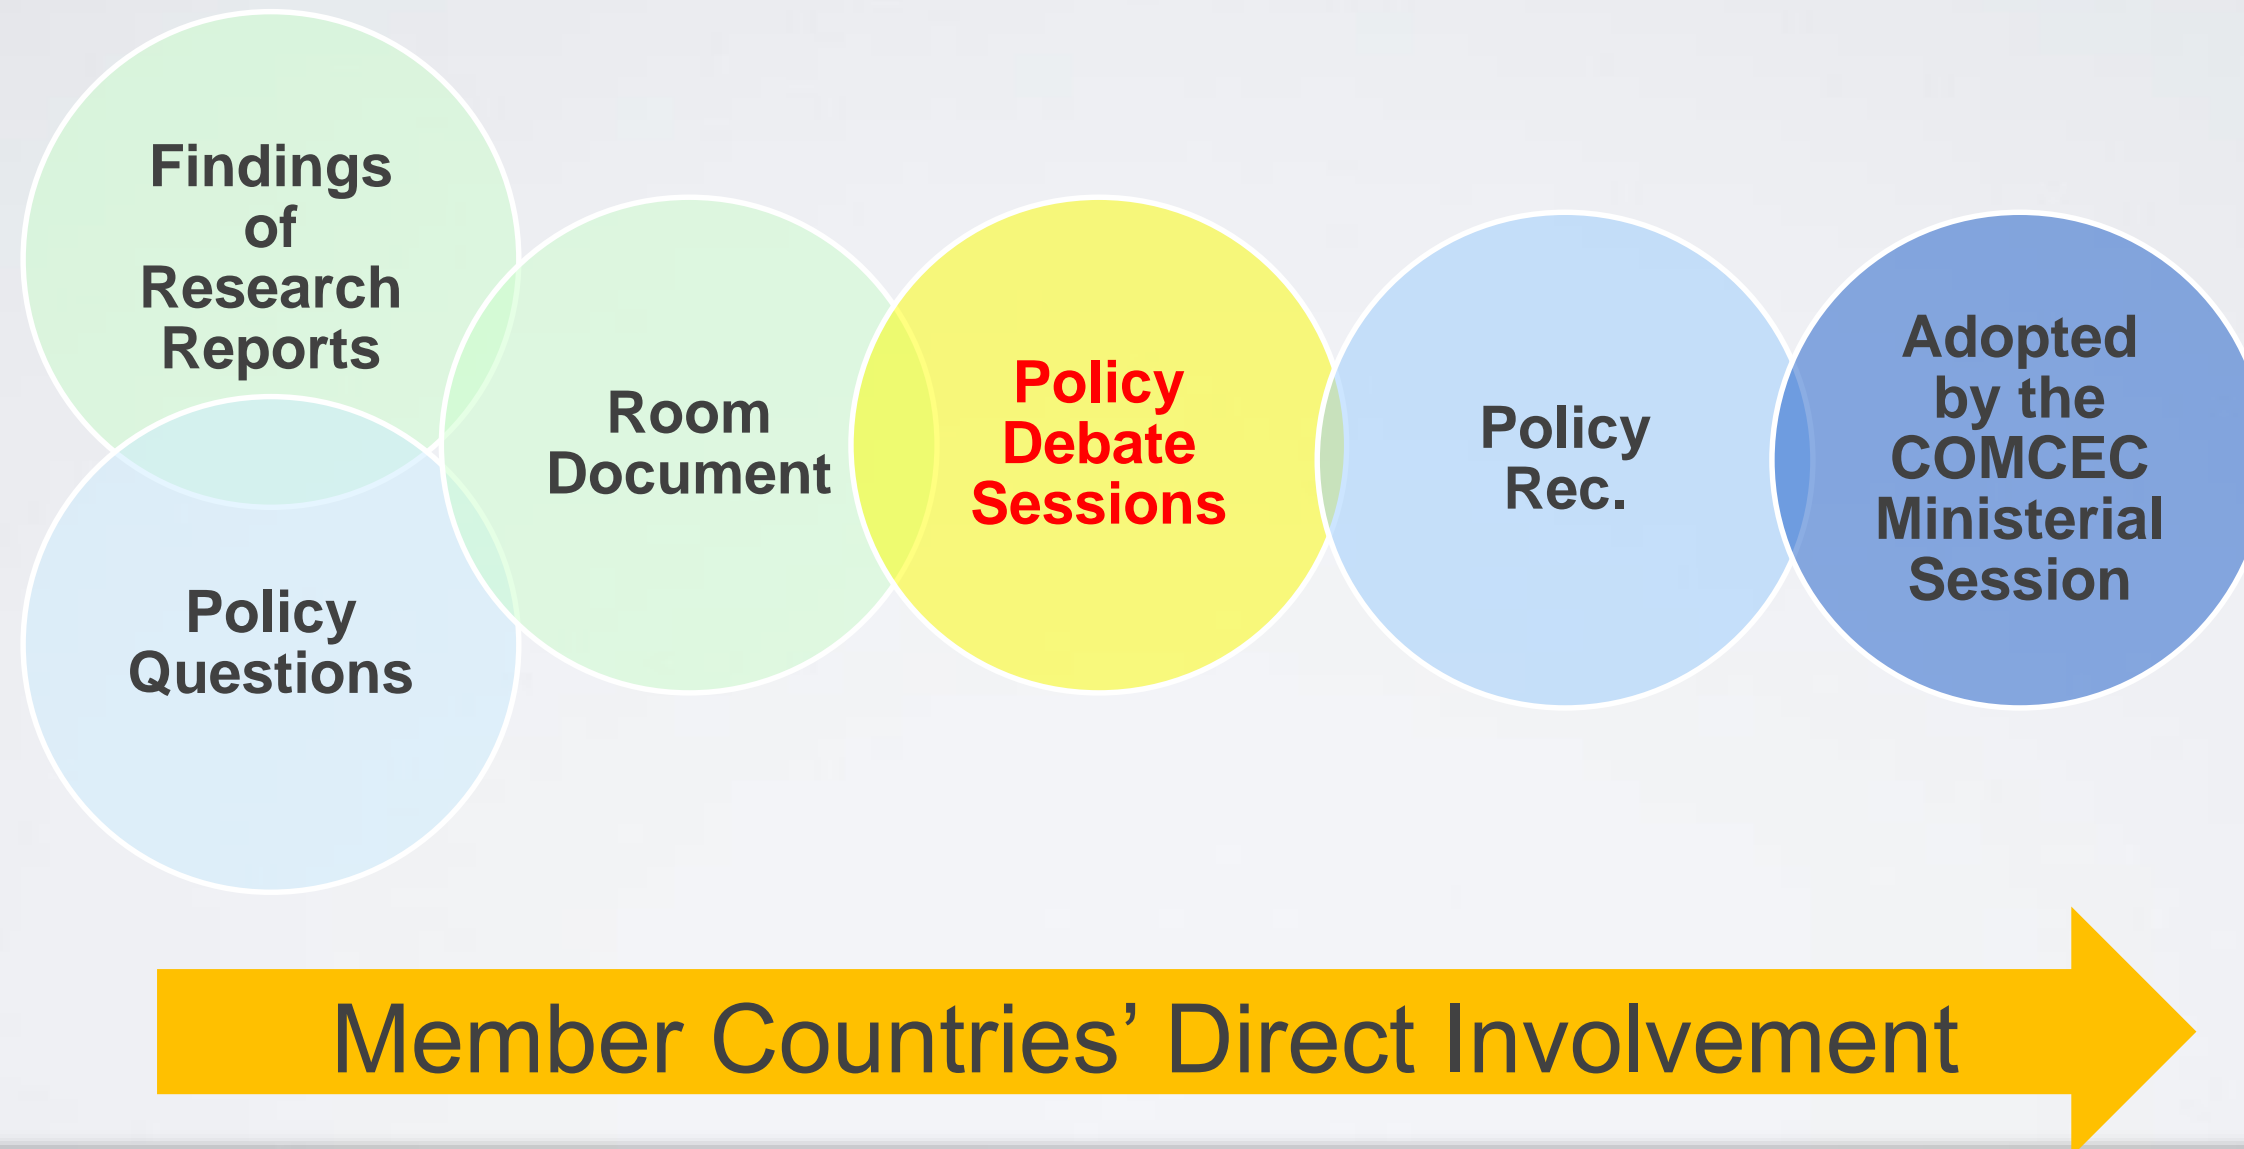 Findings
of
Research
Reports
Policy
Questions
Room
Document
Policy
Debate
Sessions
Policy
Rec.
Adopted
by the
COMCEC
Ministerial
Session
Member Countries’ Direct Involvement